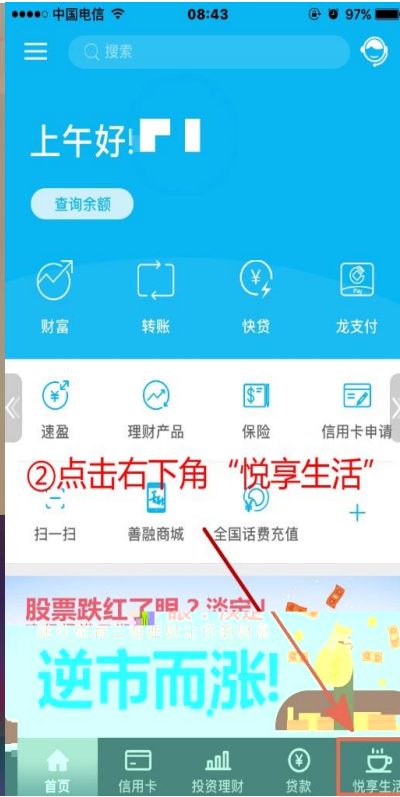 中国电信 08:43 97%
搜索
上午好!
查询余额
财富 转账 快贷 龙支付
Pay
速盈 理财产品 保险 信用卡申请
②点击右下角“悦享生活”
扫一扫 善融商城 全国话费充值
股票跌红了眼?淡定!
逆市而涨!
首页 信用卡 投资理财 贷款 悦享生活